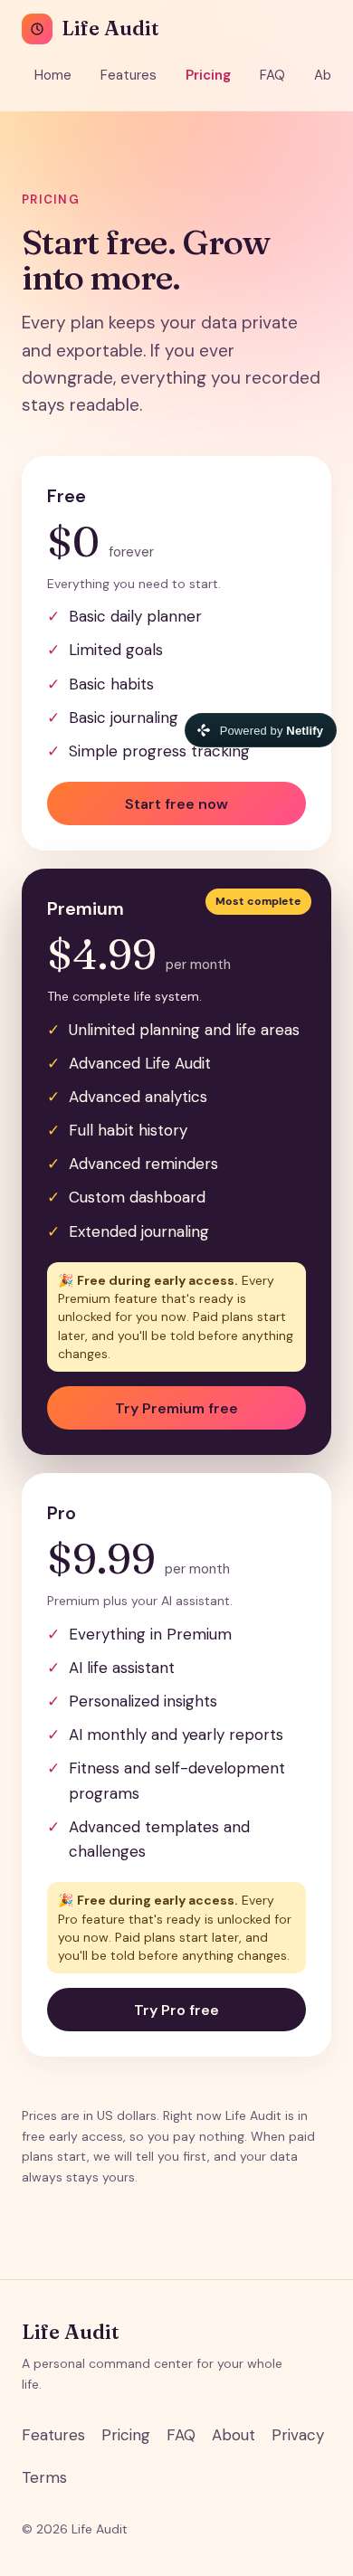 Life Audit
Home Features Pricing FAQ Ab
PRICING
Start free. Grow
into more.
Every plan keeps your data private
and exportable. If you ever
downgrade, everything you recorded
stays readable.
Free
$0 forever
Everything you need to start.
✓ Basic daily planner
✓ Limited goals
✓ Basic habits
✓ Basic journaling
Powered by Netlify
✓ Simple progress tracking
Start free now
Most complete
Premium
$4.99 per month
The complete life system.
✓ Unlimited planning and life areas
✓ Advanced Life Audit
✓ Advanced analytics
✓ Full habit history
✓ Advanced reminders
✓ Custom dashboard
✓ Extended journaling
🎉 Free during early access. Every
Premium feature that's ready is
unlocked for you now. Paid plans start
later, and you'll be told before anything
changes.
Try Premium free
Pro
$9.99 per month
Premium plus your AI assistant.
✓ Everything in Premium
✓ AI life assistant
✓ Personalized insights
✓ AI monthly and yearly reports
✓ Fitness and self-development
programs
✓ Advanced templates and
challenges
🎉 Free during early access. Every
Pro feature that's ready is unlocked for
you now. Paid plans start later, and
you'll be told before anything changes.
Try Pro free
Prices are in US dollars. Right now Life Audit is in
free early access, so you pay nothing. When paid
plans start, we will tell you first, and your data
always stays yours.
Life Audit
A personal command center for your whole
life.
Features Pricing FAQ About Privacy
Terms
© 2026 Life Audit